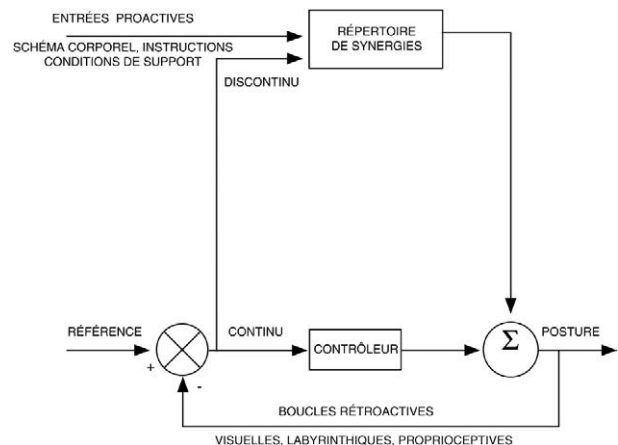 ENTRÉES PROACTIVES
SCHÉMA CORPOREL, INSTRUCTIONS
CONDITIONS DE SUPPORT
RÉPERTOIRE
DE SYNERGIES
DISCONTINU
RÉFÉRENCE
+
-
CONTINU
CONTRÔLEUR
Σ
POSTURE
BOUCLES RÉTROACTIVES
VISUELLES, LABYRINTHIQUES, PROPRIOCEPTIVES